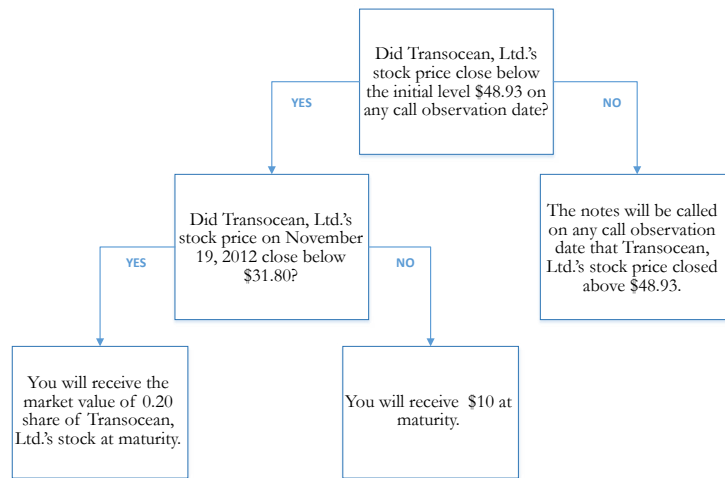 Did Transocean, Ltd.'s
stock price close below
the initial level $48.93 on
any call observation date?
YES
NO
Did Transocean, Ltd.'s
stock price on November
19, 2012 close below
$31.80?
The notes will be called
on any call observation
date that Transocean,
Ltd.'s stock price closed
above $48.93.
YES
NO
You will receive the
market value of 0.20
share of Transocean,
Ltd.'s stock at maturity.
You will receive $10 at
maturity.